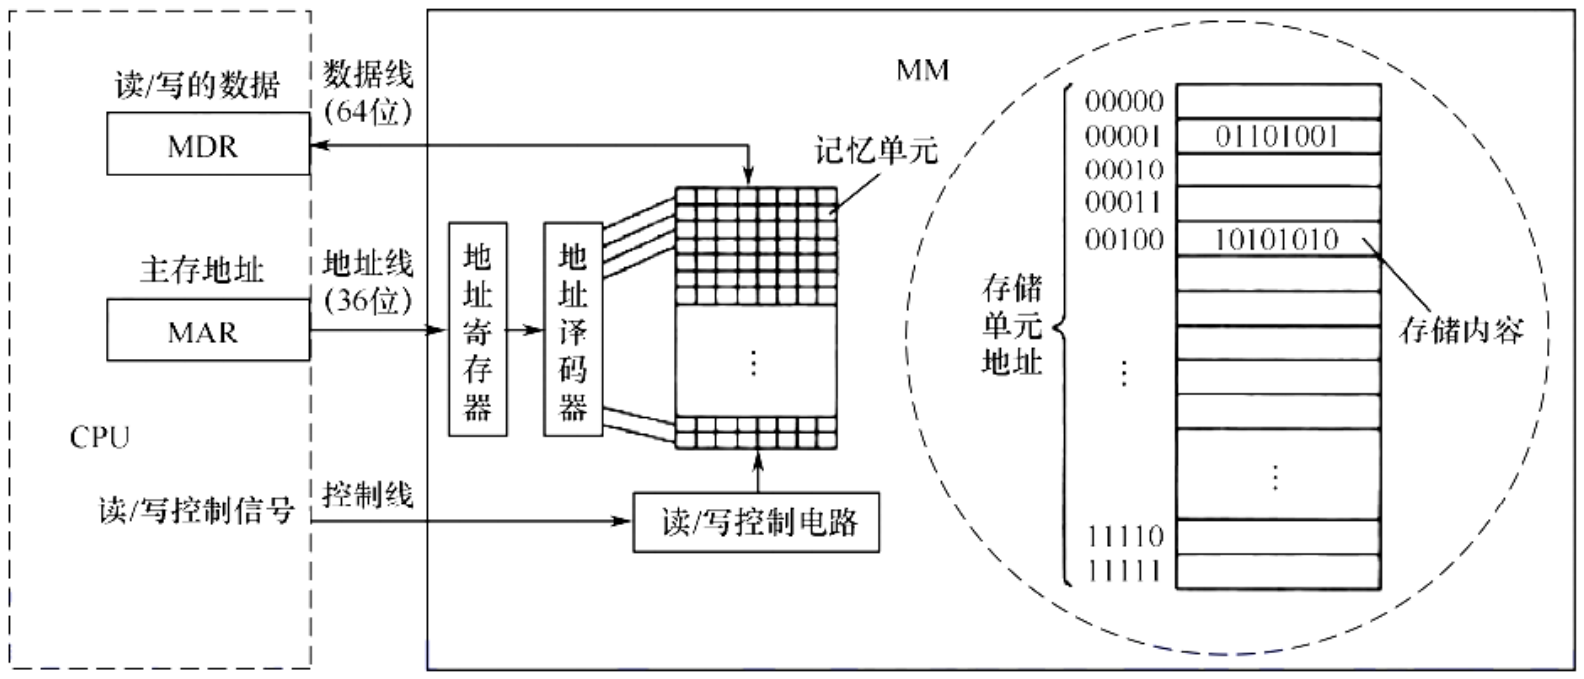 读/写的数据
MDR
数据线
(64位)
主存地址
MAR
地址线
(36位)
CPU
读/写控制信号
控制线
MM
地址寄存器
地址译码器
记忆单元
⋮
读/写控制电路
存储
单元
地址
00000
00001 01101001
00010
00011
00100 10101010
⋮
⋮
11110
11111
存储内容